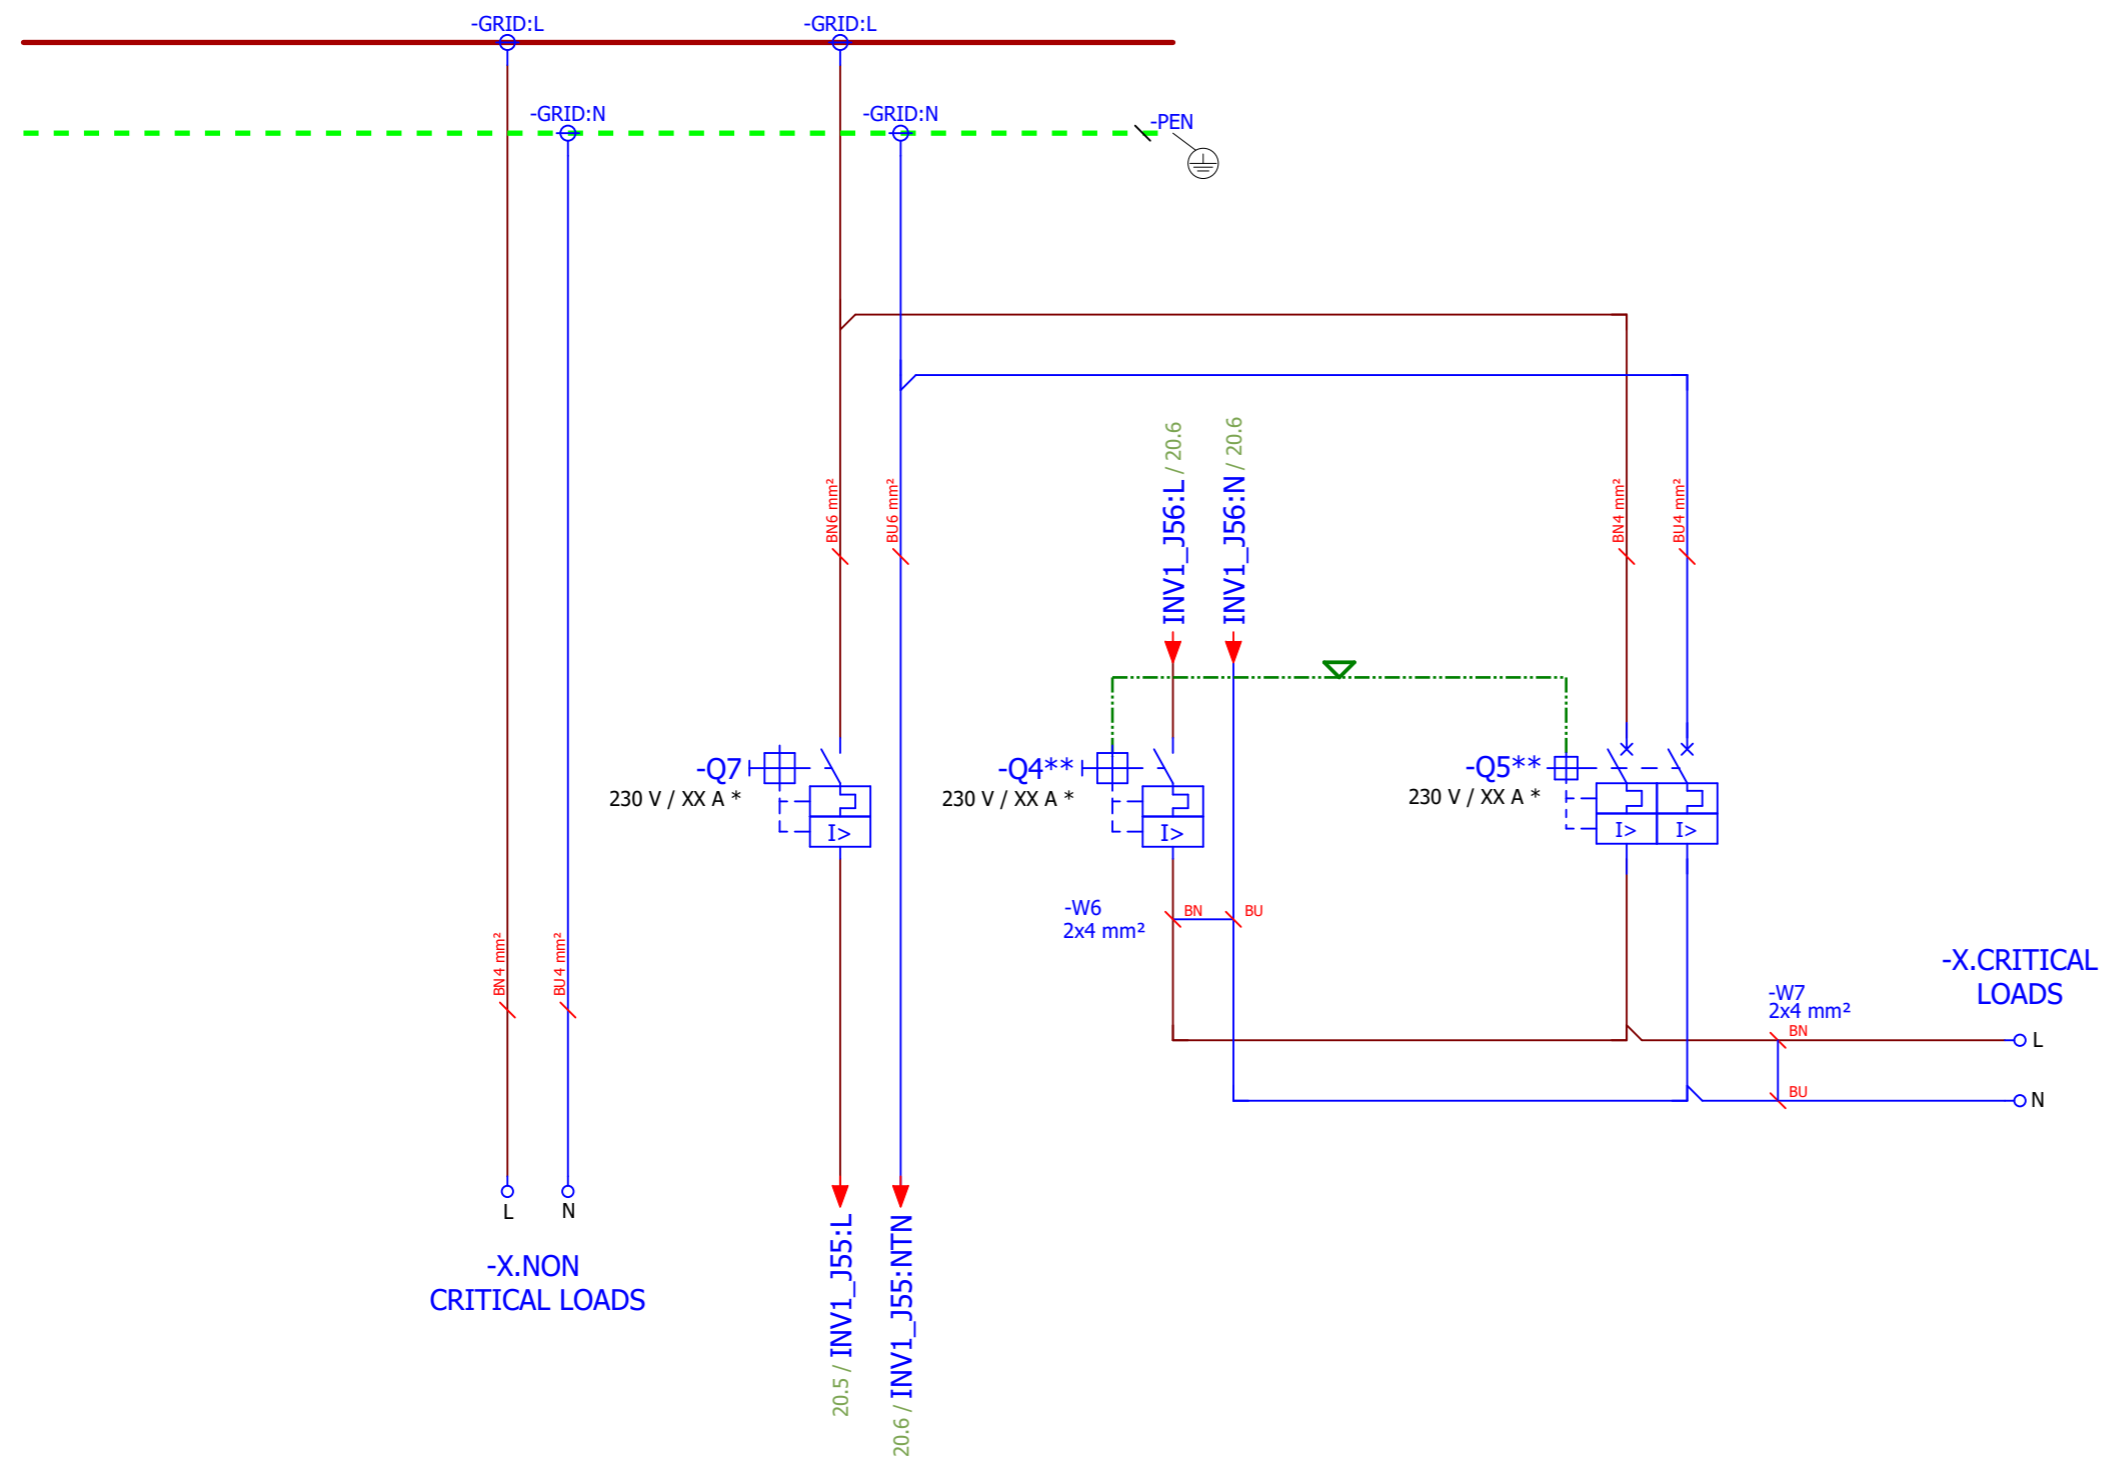 -GRID:L
-GRID:L
-GRID:N
-GRID:N
-PEN
INV1_J56:L / 20.6
INV1_J56:N / 20.6
BN6 mm²
BU6 mm²
BN4 mm²
BU4 mm²
-Q7
230 V / XX A *
-Q4**
230 V / XX A *
-Q5**
230 V / XX A *
I>
I>
I>
I>
-W6
2x4 mm²
BN
BU
BN4 mm²
BU4 mm²
-X.CRITICAL
LOADS
-W7
2x4 mm²
BN
L
BU
N
L
N
-X.NON
CRITICAL LOADS
20.5 / INV1_J55:L
20.6 / INV1_J55:NTN